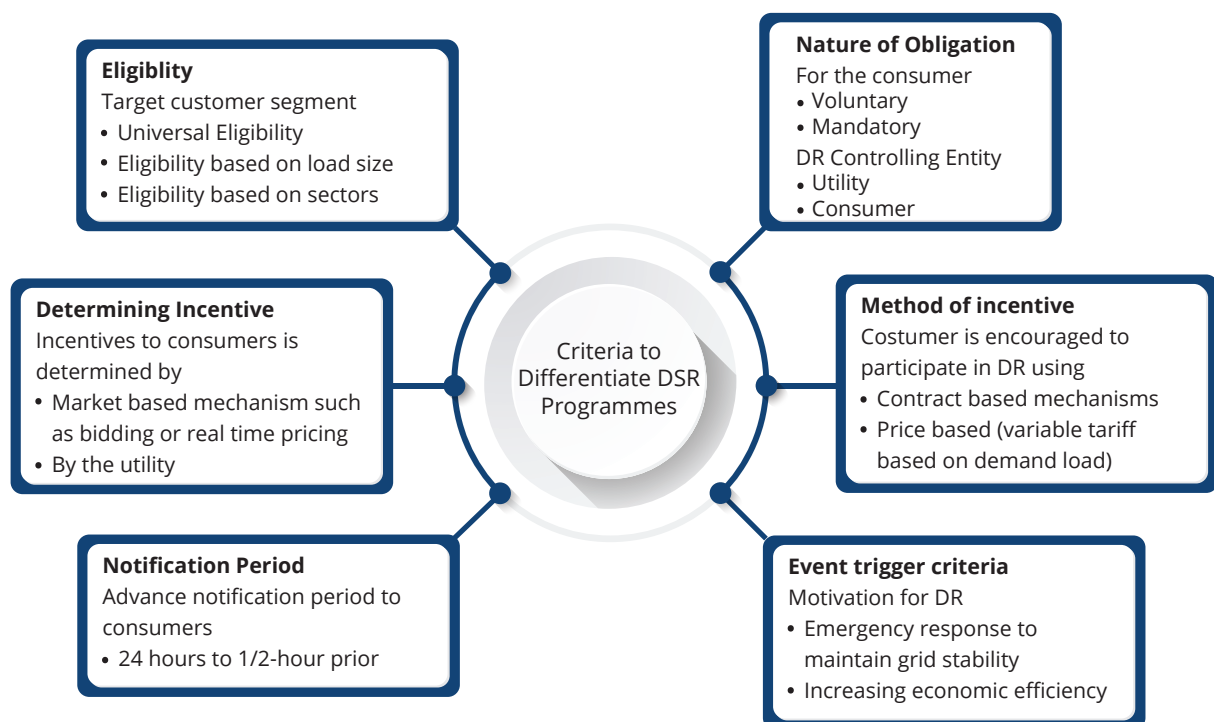 Eligiblity
Target customer segment
• Universal Eligibility
• Eligibility based on load size
• Eligibility based on sectors
Nature of Obligation
For the consumer
• Voluntary
• Mandatory
DR Controlling Entity
• Utility
• Consumer
Determining Incentive
Incentives to consumers is
determined by
• Market based mechanism such
as bidding or real time pricing
• By the utility
Criteria to
Differentiate DSR
Programmes
Method of incentive
Costumer is encouraged to
participate in DR using
• Contract based mechanisms
• Price based (variable tariff
based on demand load)
Notification Period
Advance notification period to
consumers
• 24 hours to 1/2-hour prior
Event trigger criteria
Motivation for DR
• Emergency response to
maintain grid stability
• Increasing economic efficiency